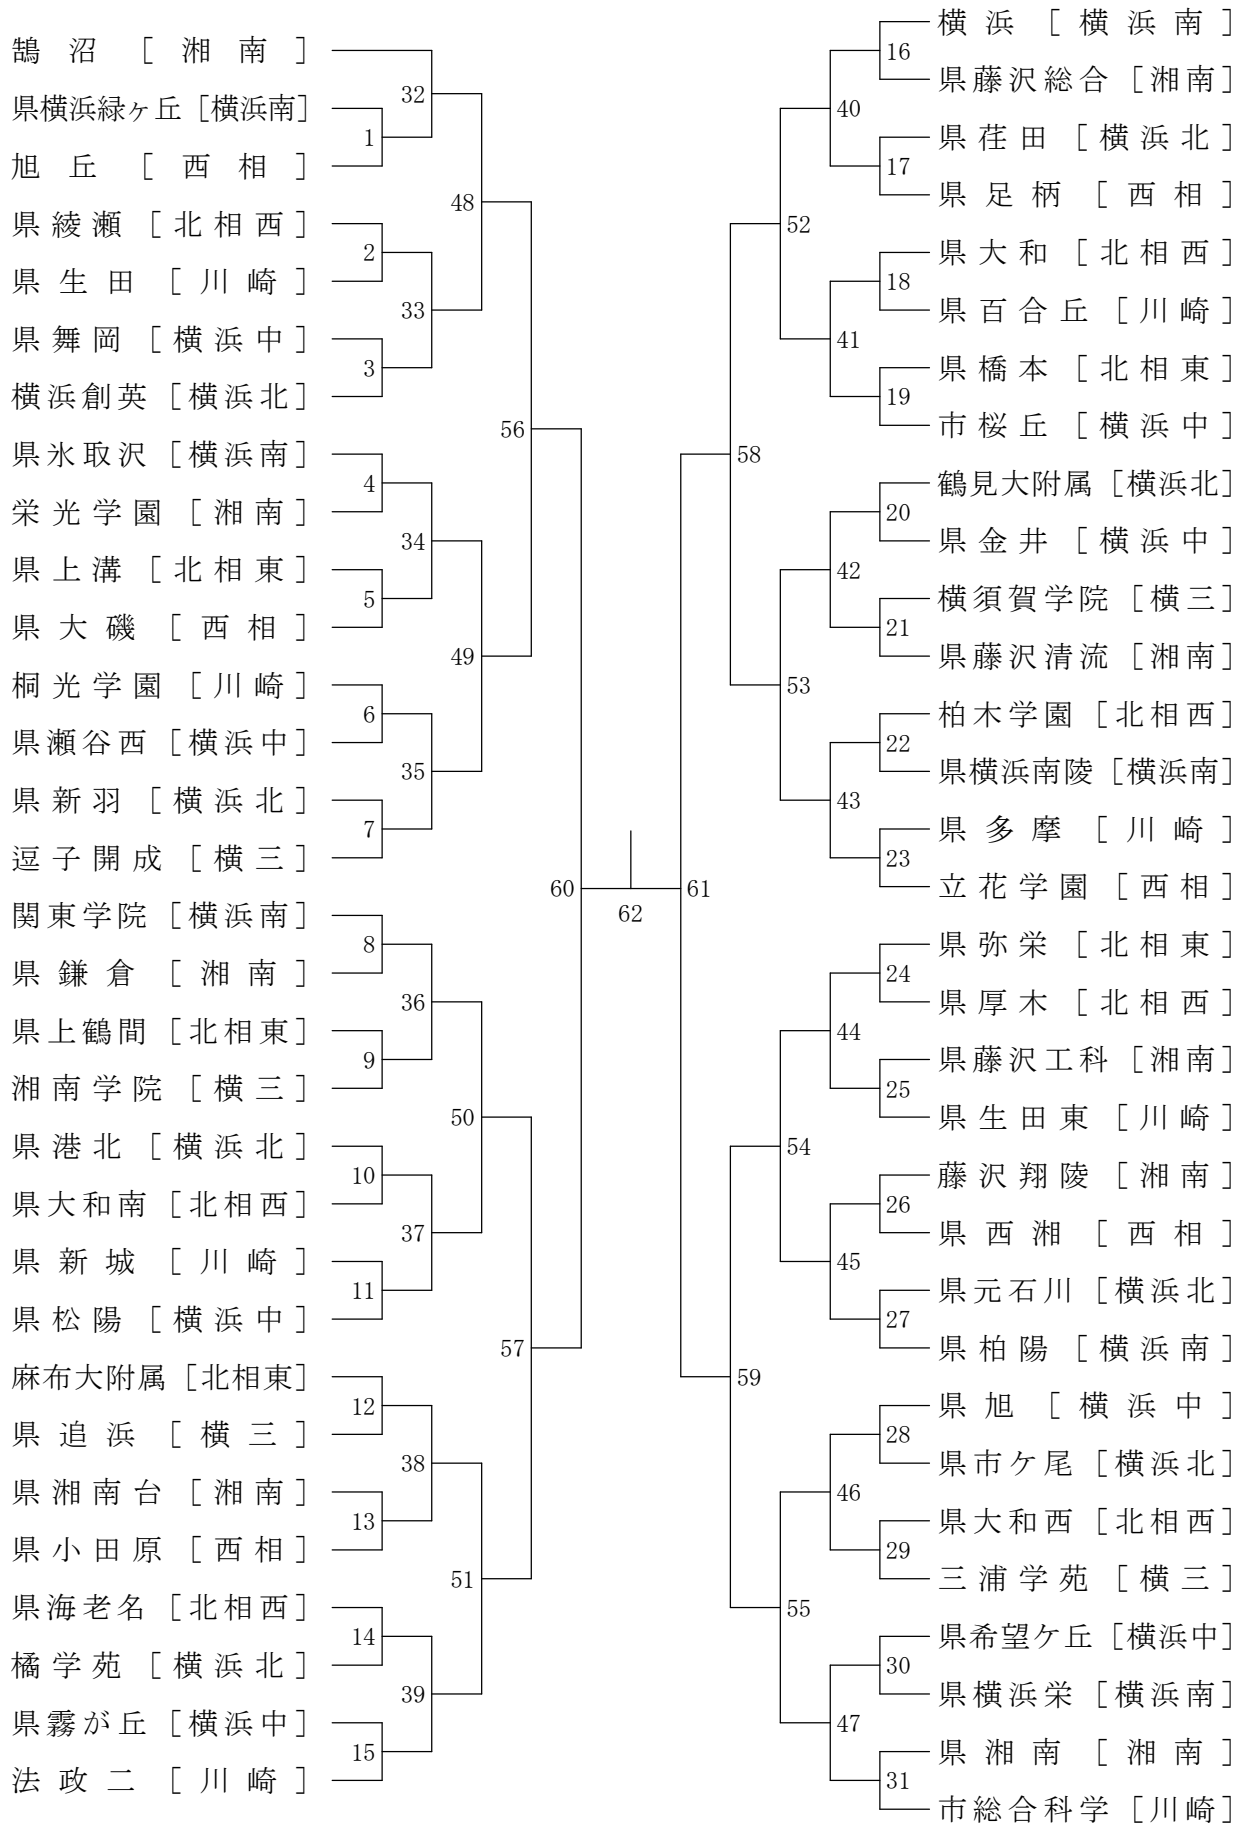 鵠沼 [湘南]
県横浜緑ヶ丘 [横浜南]
旭丘 [西相]
県綾瀬 [北相西]
県生田 [川崎]
県舞岡 [横浜中]
横浜創英 [横浜北]
県氷取沢 [横浜南]
栄光学園 [湘南]
県上溝 [北相東]
県大磯 [西相]
桐光学園 [川崎]
県瀬谷西 [横浜中]
県新羽 [横浜北]
逗子開成 [横三]
関東学院 [横浜南]
県鎌倉 [湘南]
県上鶴間 [北相東]
湘南学院 [横三]
県港北 [横浜北]
県大和南 [北相西]
県新城 [川崎]
県松陽 [横浜中]
麻布大附属 [北相東]
県追浜 [横三]
県湘南台 [湘南]
県小田原 [西相]
県海老名 [北相西]
橘学苑 [横浜北]
県霧が丘 [横浜中]
法政二 [川崎]
1
2
3
4
5
6
7
8
9
10
11
12
13
14
15
32
33
34
35
36
37
38
39
48
49
50
51
56
57
60
62
61
58
59
52
53
54
55
40
41
42
43
44
45
46
47
16
17
18
19
20
21
22
23
24
25
26
27
28
29
30
31
横浜 [横浜南]
県藤沢総合 [湘南]
県荏田 [横浜北]
県足柄 [西相]
県大和 [北相西]
県百合丘 [川崎]
県橋本 [北相東]
市桜丘 [横浜中]
鶴見大附属 [横浜北]
県金井 [横浜中]
横須賀学院 [横三]
県藤沢清流 [湘南]
柏木学園 [北相西]
県横浜南陵 [横浜南]
県多摩 [川崎]
立花学園 [西相]
県弥栄 [北相東]
県厚木 [北相西]
県藤沢工科 [湘南]
県生田東 [川崎]
藤沢翔陵 [湘南]
県西湘 [西相]
県元石川 [横浜北]
県柏陽 [横浜南]
県旭 [横浜中]
県市ケ尾 [横浜北]
県大和西 [北相西]
三浦学苑 [横三]
県希望ケ丘 [横浜中]
県横浜栄 [横浜南]
県湘南 [湘南]
市総合科学 [川崎]